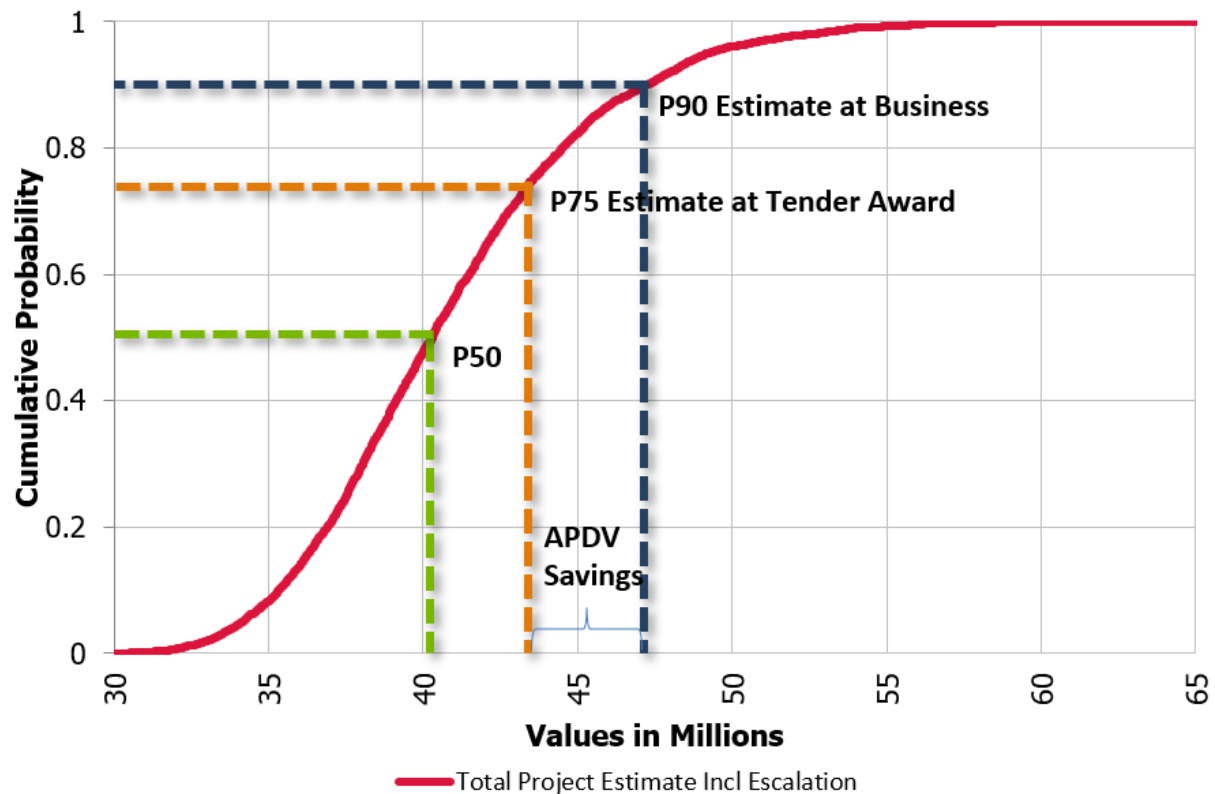 1
0.8
0.6
0.4
0.2
0
Cumulative Probability
P90 Estimate at Business
P75 Estimate at Tender Award
P50
APDV
Savings
30
35
40
45
50
55
60
65
Values in Millions
Total Project Estimate Incl Escalation